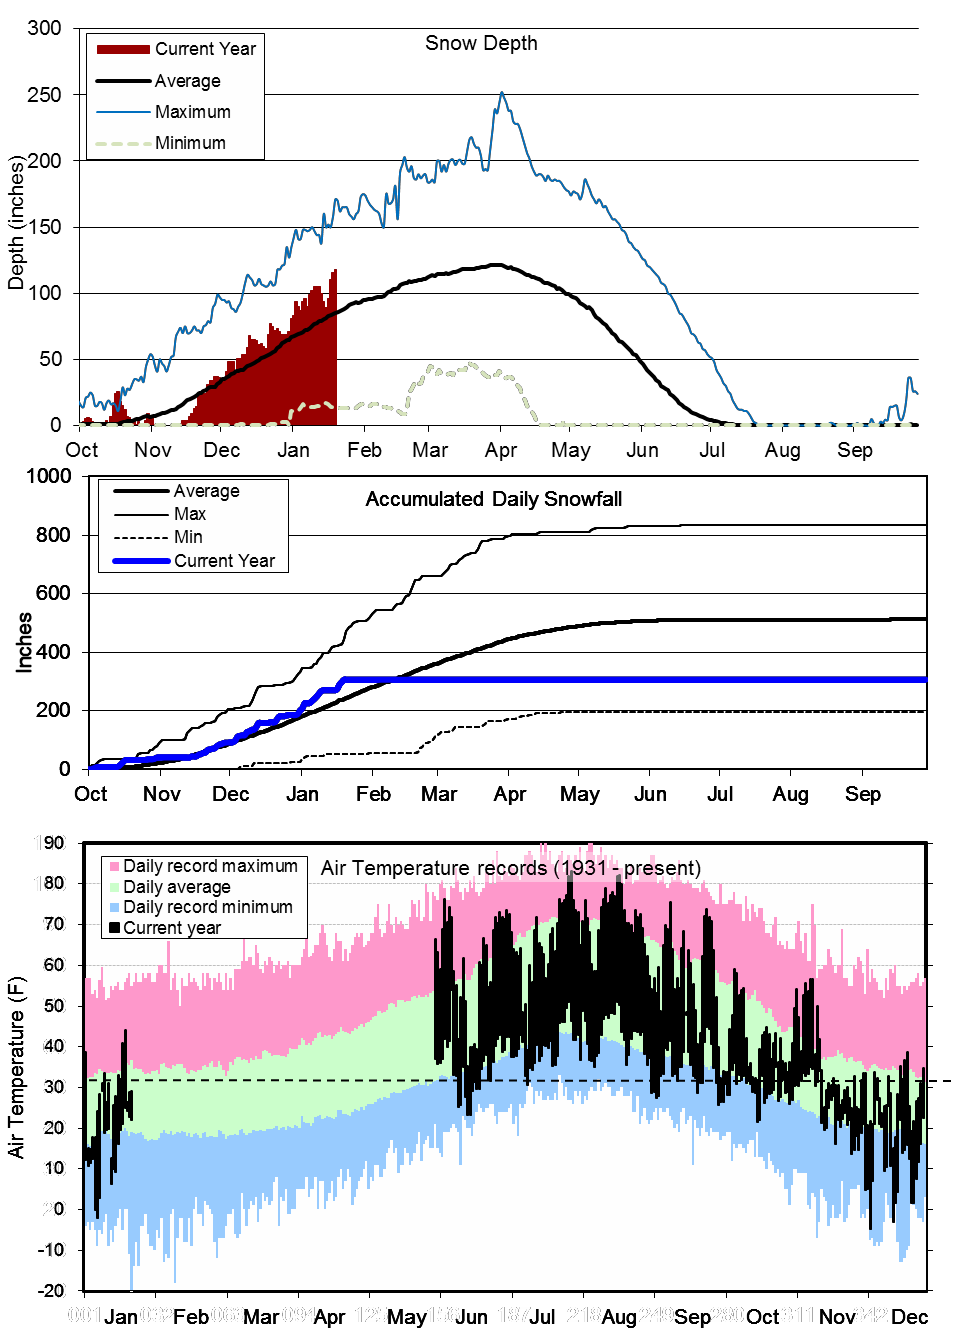 300
Snow Depth
Current Year
Average
Maximum
Minimum
250
200
150
100
50
0
Depth (inches)
Oct Nov Dec Jan Feb Mar Apr May Jun Jul Aug Sep
1000
Accumulated Daily Snowfall
Average
Max
Min
Current Year
800
600
400
200
0
Inches
Oct Nov Dec Jan Feb Mar Apr May Jun Jul Aug Sep
90
Air Temperature records (1931 - present)
Daily record maximum
Daily average
Daily record minimum
Current year
80
70
60
50
40
30
20
10
0
-10
-20
Air Temperature (F)
Jan Feb Mar Apr May Jun Jul Aug Sep Oct Nov Dec